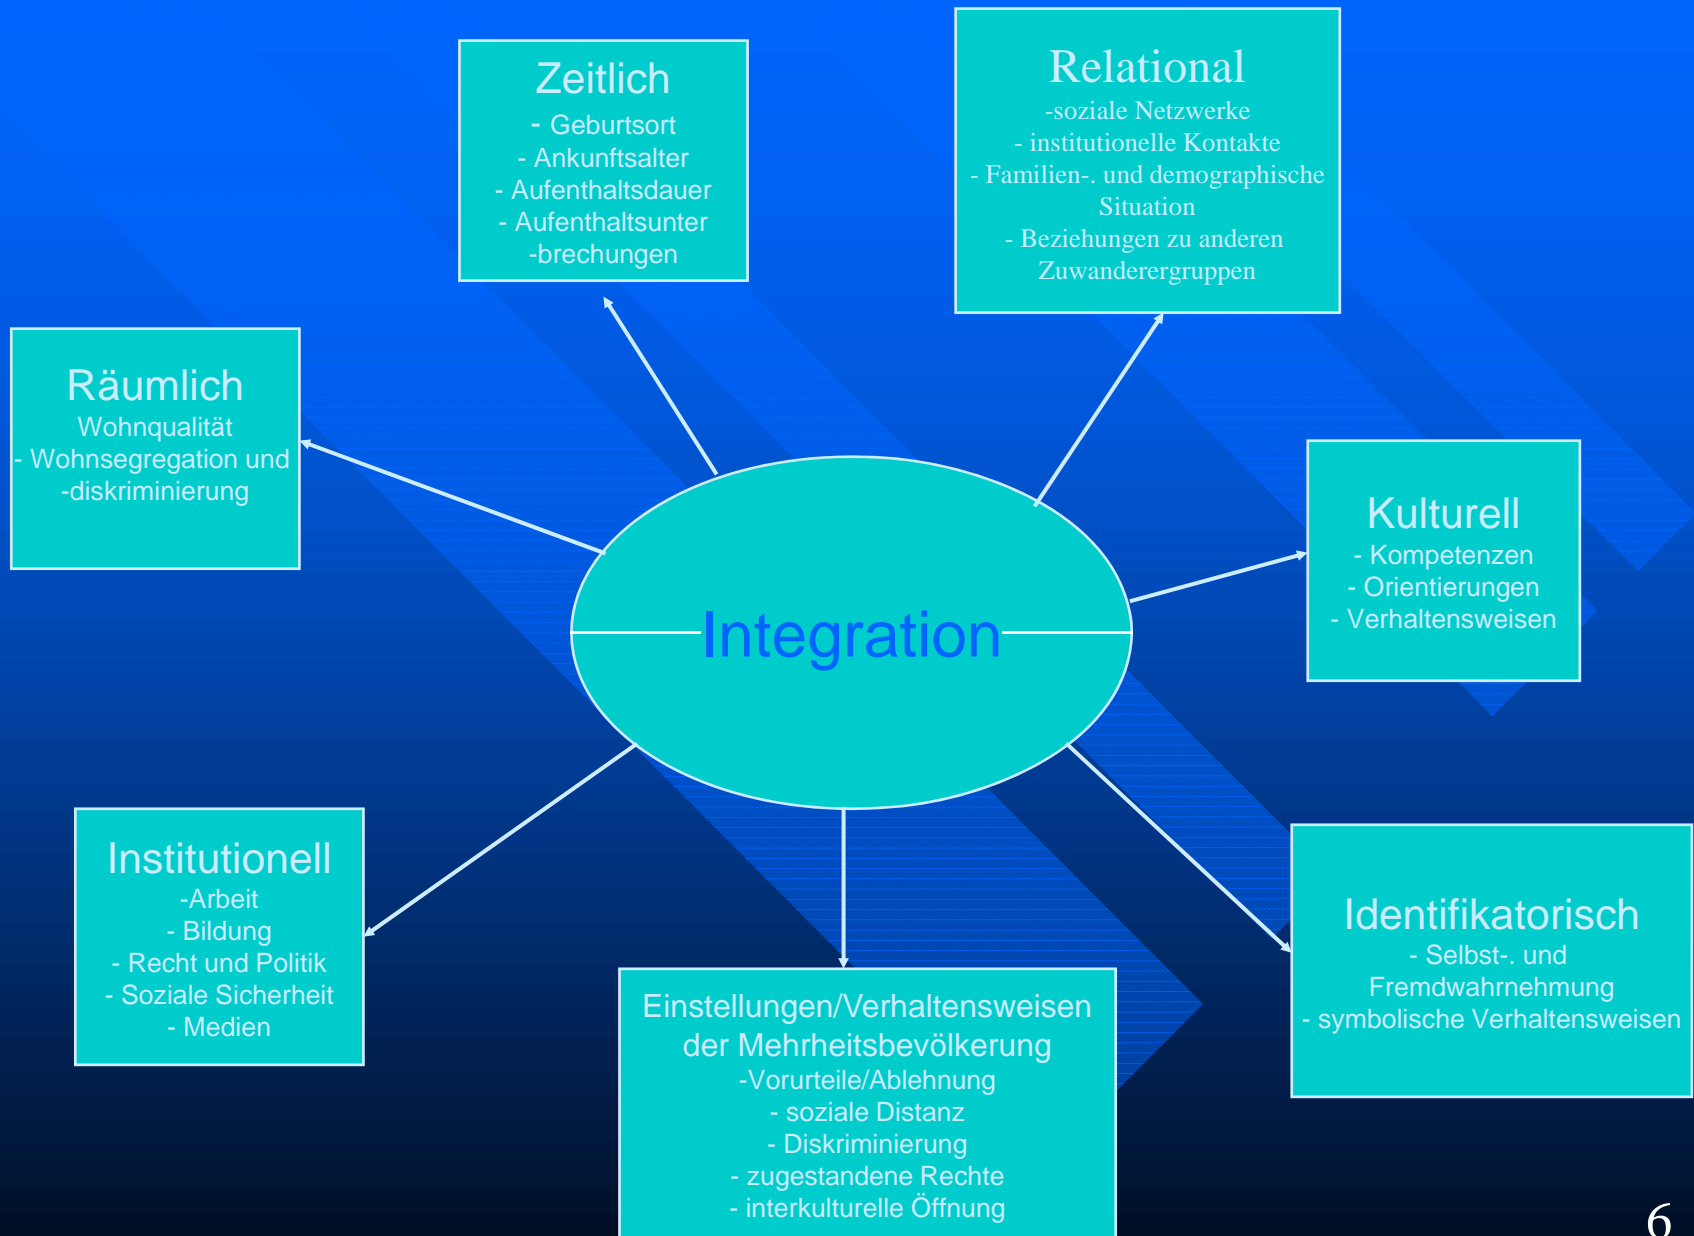 Zeitlich
- Geburtsort
- Ankunftsalter
- Aufenthaltsdauer
- Aufenthaltsunter
-brechungen
Relational
-soziale Netzwerke
- institutionelle Kontakte
- Familien-. und demographische
Situation
- Beziehungen zu anderen
Zuwanderergruppen
Räumlich
Wohnqualität
- Wohnsegregation und
-diskriminierung
Kulturell
- Kompetenzen
- Orientierungen
- Verhaltensweisen
Integration
Institutionell
-Arbeit
- Bildung
- Recht und Politik
- Soziale Sicherheit
- Medien
Einstellungen/Verhaltensweisen
der Mehrheitsbevölkerung
-Vorurteile/Ablehnung
- soziale Distanz
- Diskriminierung
- zugestandene Rechte
- interkulturelle Öffnung
Identifikatorisch
- Selbst-. und
Fremdwahrnehmung
- symbolische Verhaltensweisen
6